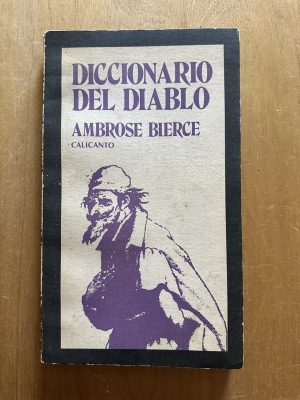 DICCIONARIO
DEL DIABLO
AMBROSE BIERCE
CALICANTO